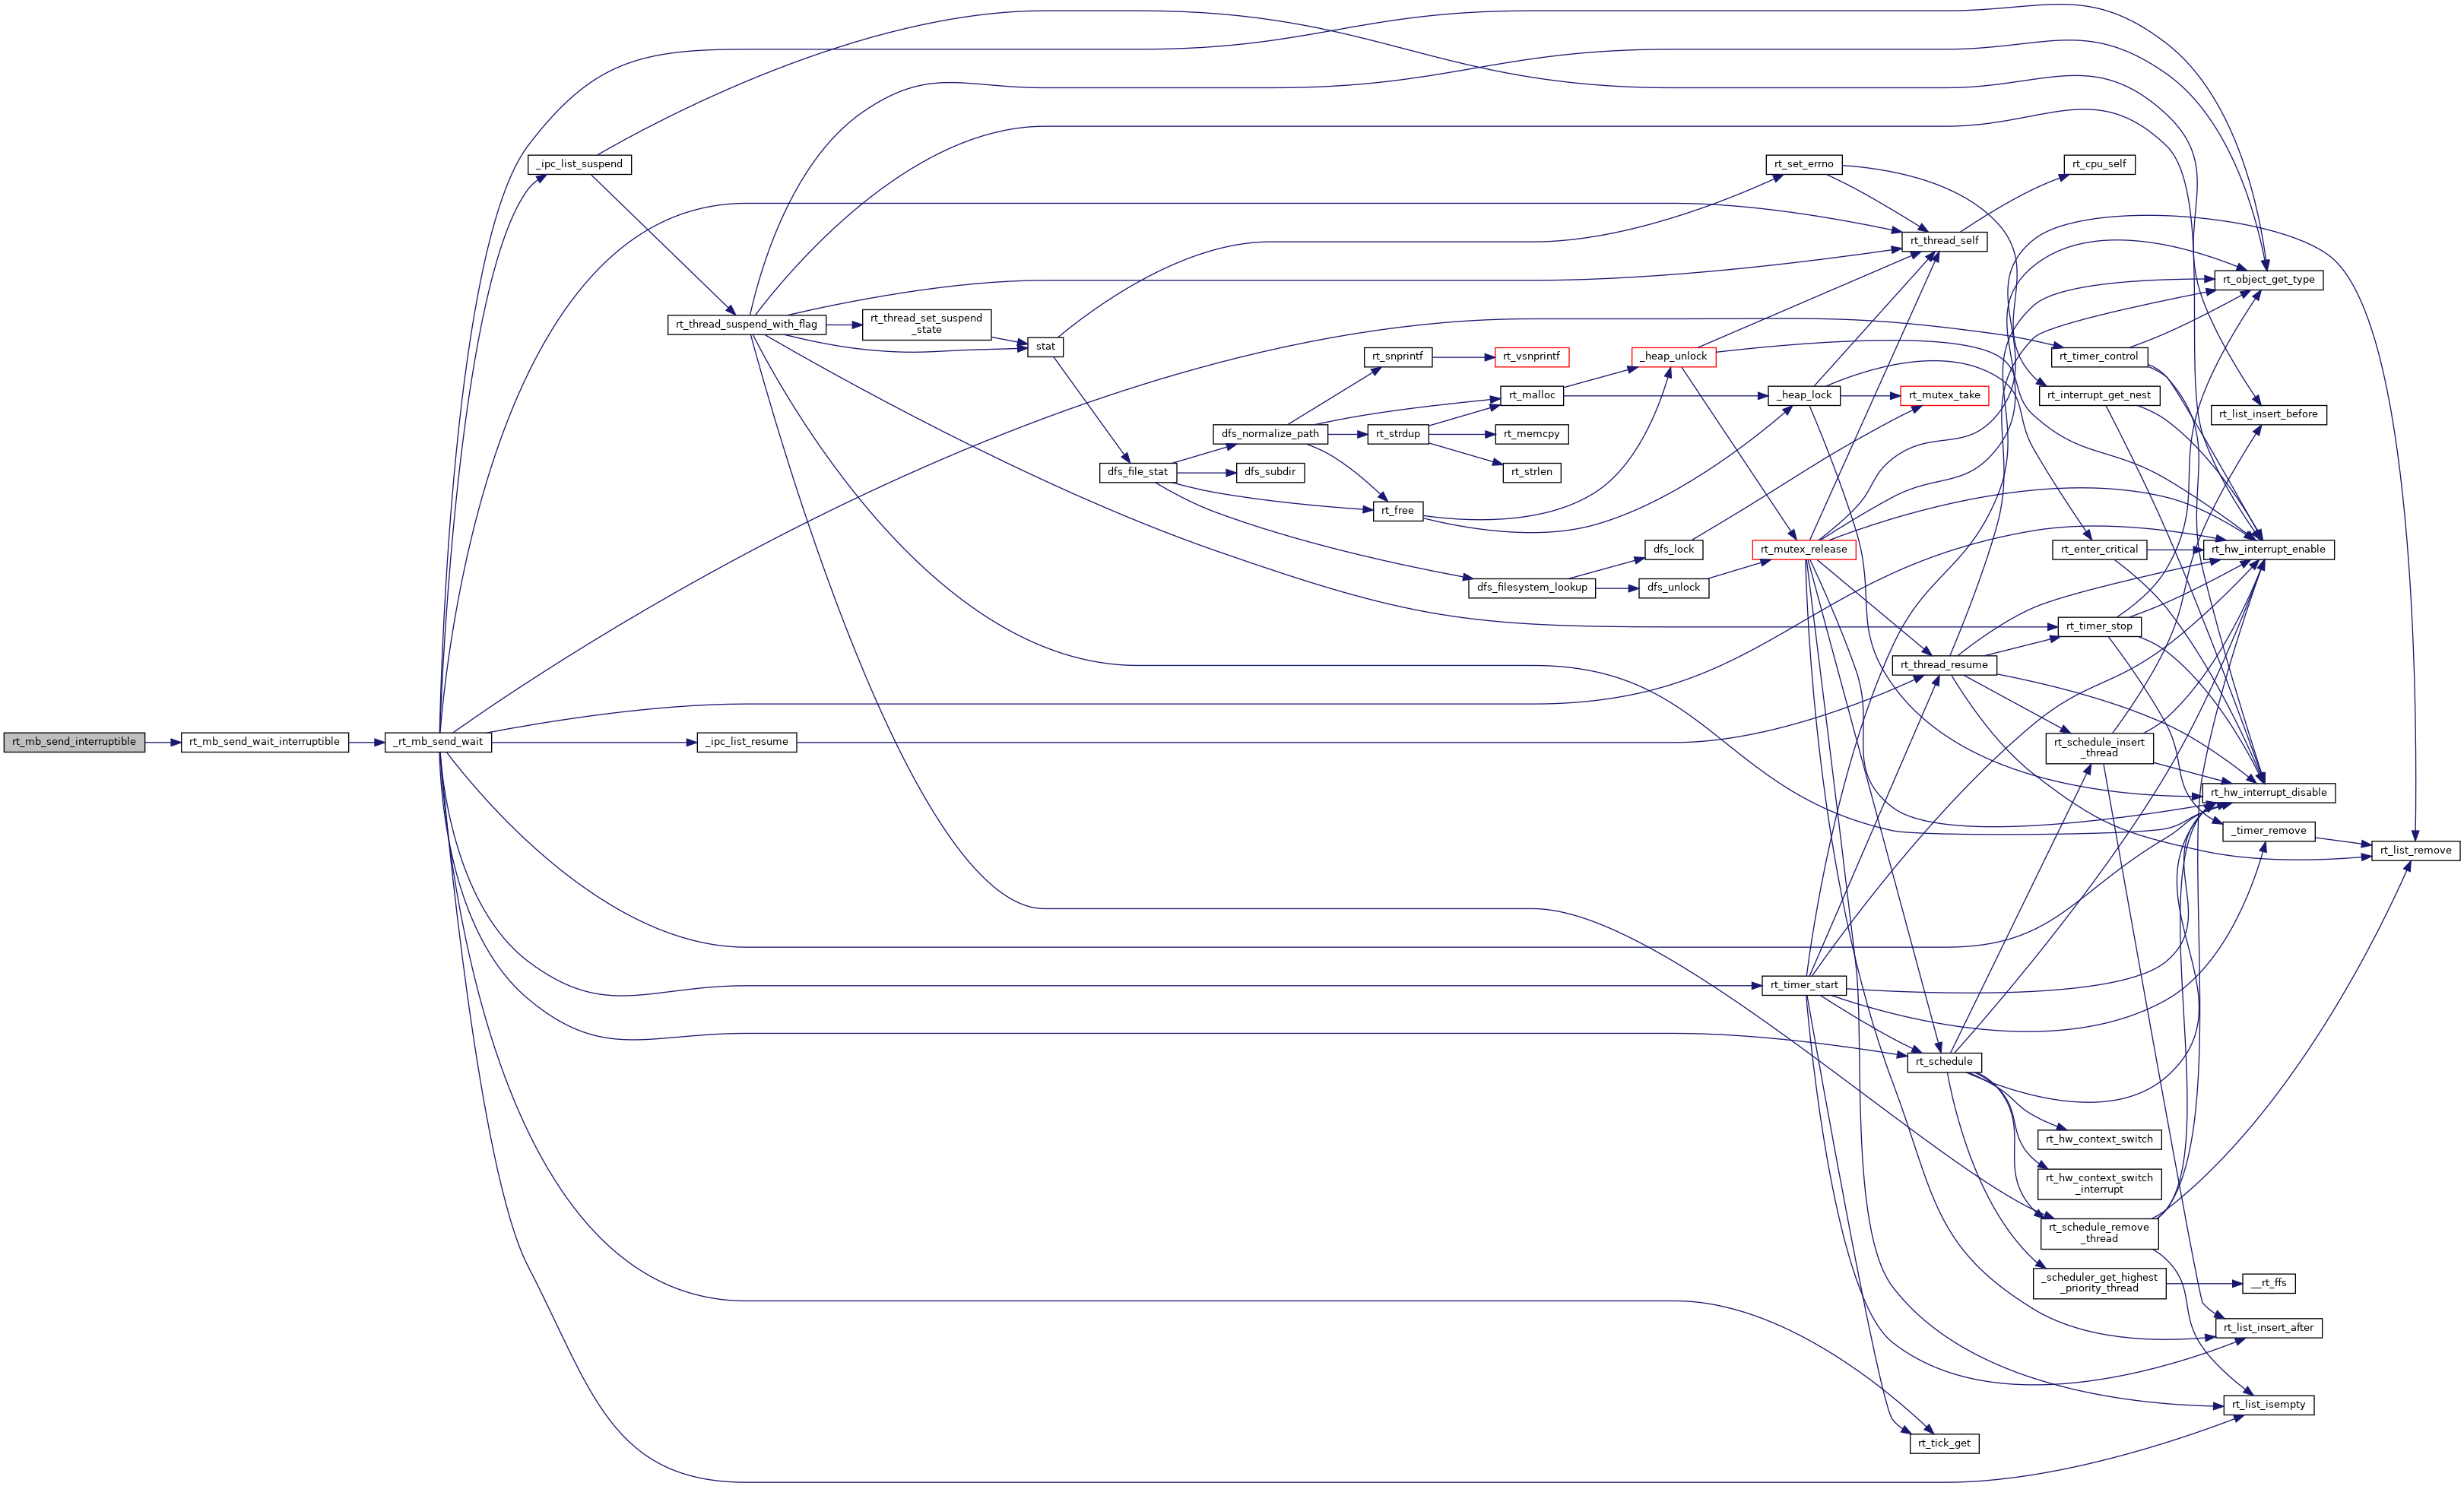 rt_mb_send_interruptible
rt_mb_send_wait_interruptible
_rt_mb_send_wait
_ipc_list_suspend
_ipc_list_resume
rt_thread_suspend_with_flag
rt_thread_set_suspend
_state
stat
dfs_file_stat
dfs_normalize_path
dfs_subdir
rt_snprintf
rt_strdup
rt_free
rt_vsnprintf
rt_malloc
rt_memcpy
rt_strlen
dfs_filesystem_lookup
_heap_unlock
dfs_lock
dfs_unlock
rt_set_errno
_heap_lock
rt_mutex_release
rt_timer_start
rt_thread_self
rt_mutex_take
rt_thread_resume
rt_schedule
rt_tick_get
rt_cpu_self
rt_timer_control
rt_interrupt_get_nest
rt_enter_critical
rt_timer_stop
rt_schedule_insert
_thread
rt_hw_context_switch
rt_hw_context_switch
_interrupt
rt_schedule_remove
_thread
_scheduler_get_highest
_priority_thread
rt_object_get_type
rt_list_insert_before
rt_hw_interrupt_enable
rt_hw_interrupt_disable
_timer_remove
__rt_ffs
rt_list_insert_after
rt_list_isempty
rt_list_remove